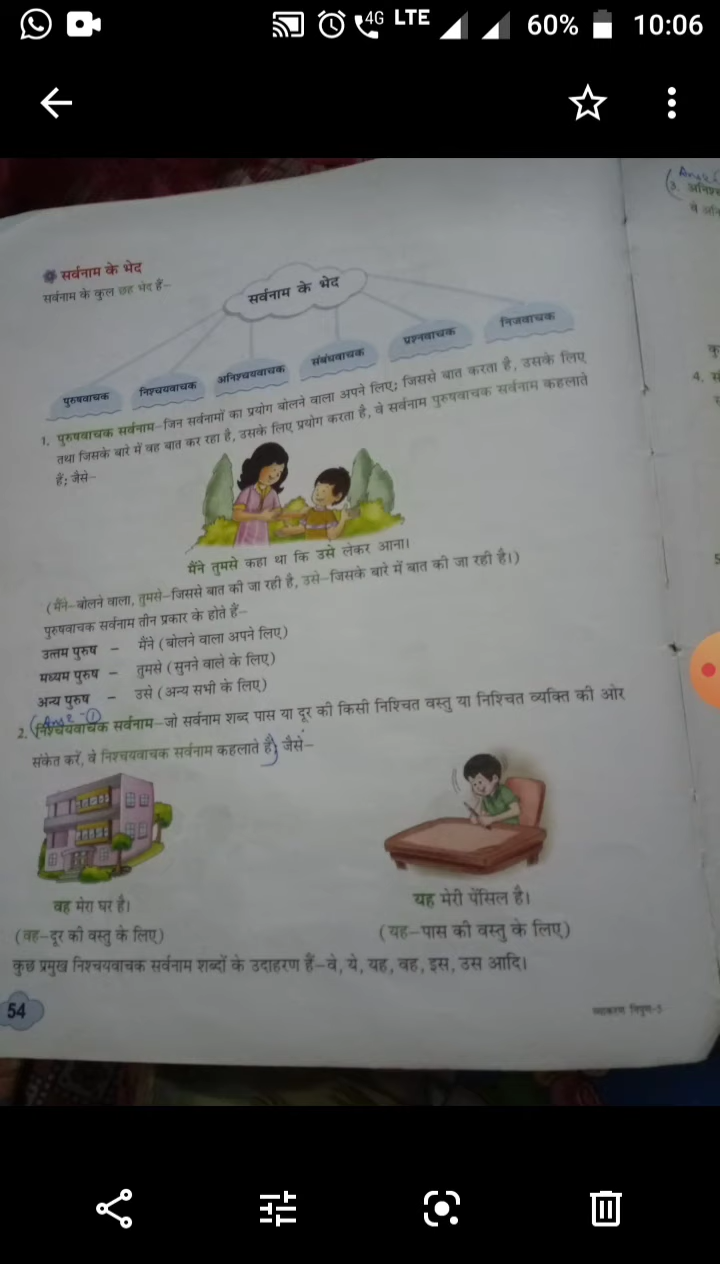 4G LTE 60% 10:06
सर्वनाम के भेद
सर्वनाम के कुल छह भेद हैं–
सर्वनाम के भेद
पुरुषवाचक निश्चयवाचक अनिश्चयवाचक संबंधवाचक प्रश्नवाचक निजवाचक
1. पुरुषवाचक सर्वनाम–जिन सर्वनामों का प्रयोग बोलने वाला अपने लिए; जिससे बात करता है, उसके लिए
तथा जिसके बारे में वह बात कर रहा है, उसके लिए प्रयोग करता है, वे सर्वनाम पुरुषवाचक सर्वनाम कहलाते
हैं; जैसे–
मैंने तुमसे कहा था कि उसे लेकर आना।
(मैंने–बोलने वाला, तुमसे–जिससे बात की जा रही है, उसे–जिसके बारे में बात की जा रही है।)
पुरुषवाचक सर्वनाम तीन प्रकार के होते हैं–
उत्तम पुरुष – मैंने (बोलने वाला अपने लिए)
मध्यम पुरुष – तुमसे (सुनने वाले के लिए)
अन्य पुरुष – उसे (अन्य सभी के लिए)
2. निश्चयवाचक सर्वनाम–जो सर्वनाम शब्द पास या दूर की किसी निश्चित वस्तु या निश्चित व्यक्ति की ओर
संकेत करें, वे निश्चयवाचक सर्वनाम कहलाते हैं; जैसे–
वह मेरा घर है।
(वह–दूर की वस्तु के लिए)
यह मेरी पेंसिल है।
(यह–पास की वस्तु के लिए)
कुछ प्रमुख निश्चयवाचक सर्वनाम शब्दों के उदाहरण हैं–वे, ये, यह, वह, इस, उस आदि।
54
व्याकरण निपुण-5
3.
4.